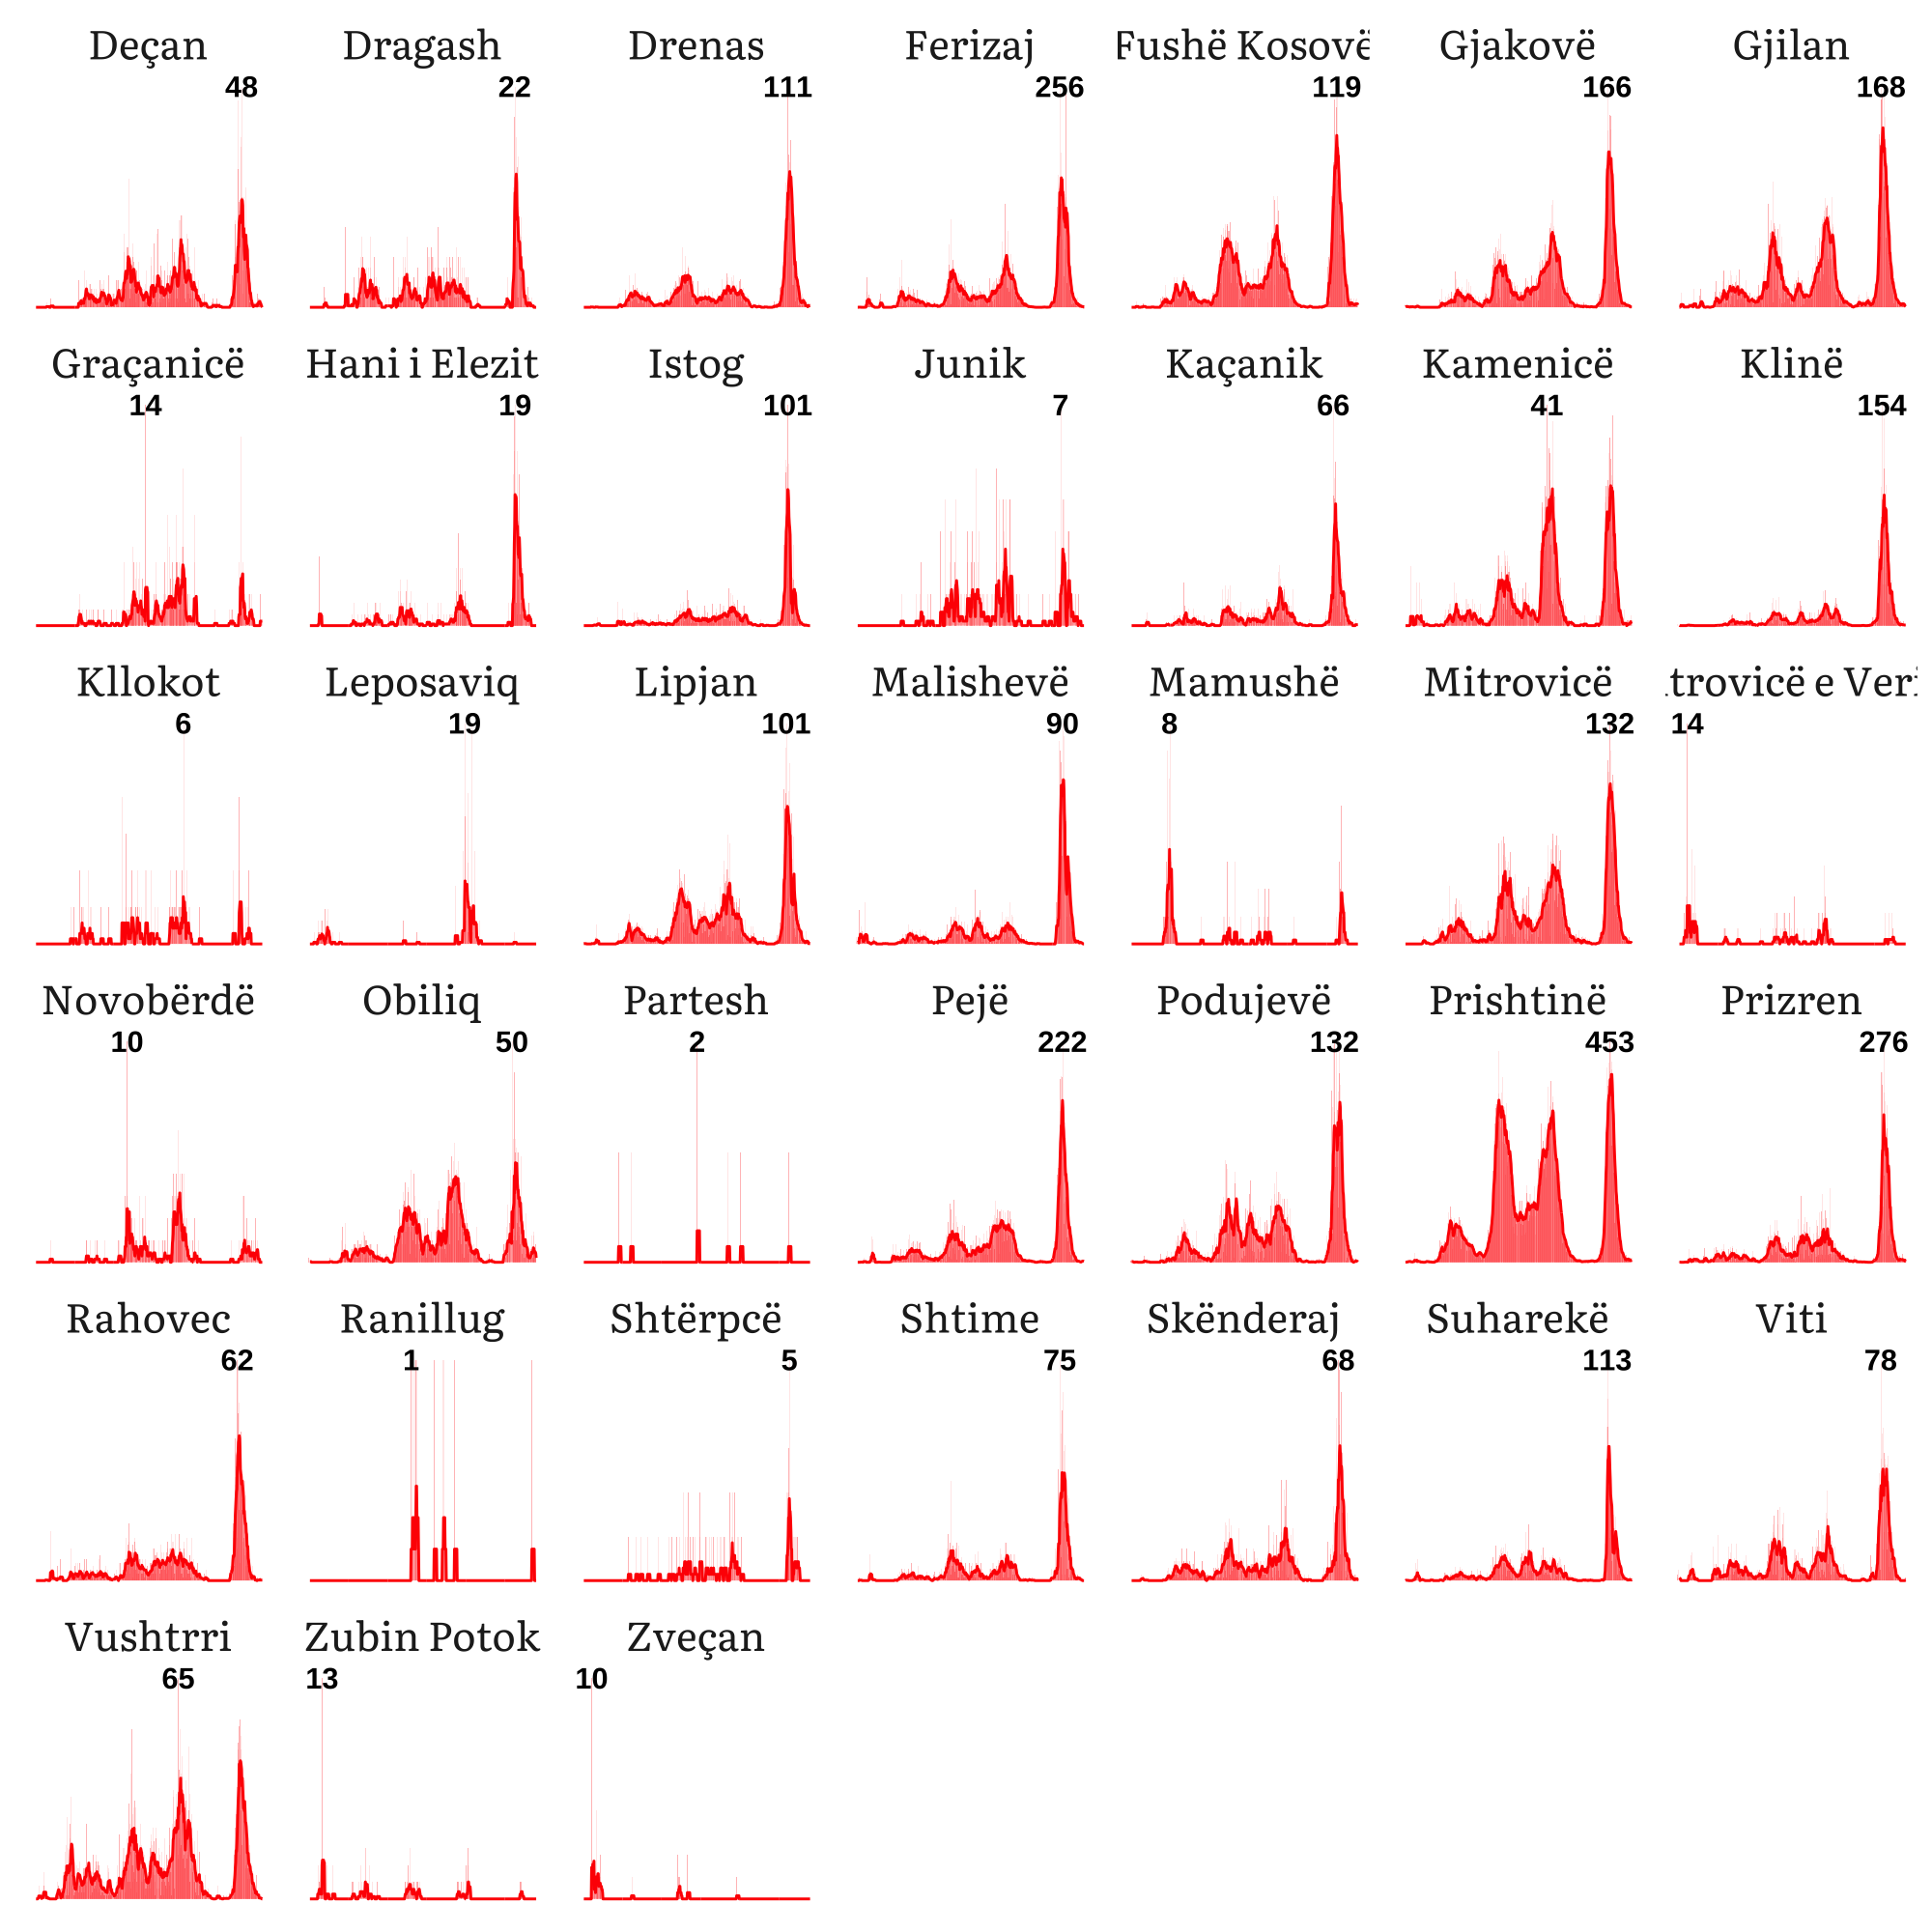 Deçan Dragash Drenas Ferizaj Fushë Kosovë Gjakovë Gjilan
48 22 111 256 119 166 168
Graçanicë Hani i Elezit Istog Junik Kaçanik Kamenicë Klinë
14 19 101 7 66 41 154
Kllokot Leposaviq Lipjan Malishevë Mamushë Mitrovicë trovicë e Veri
6 19 101 90 8 132 14
Novobërdë Obiliq Partesh Pejë Podujevë Prishtinë Prizren
10 50 2 222 132 453 276
Rahovec Ranillug Shtërpcë Shtime Skënderaj Suharekë Viti
62 1 5 75 68 113 78
Vushtrri Zubin Potok Zveçan
65 13 10